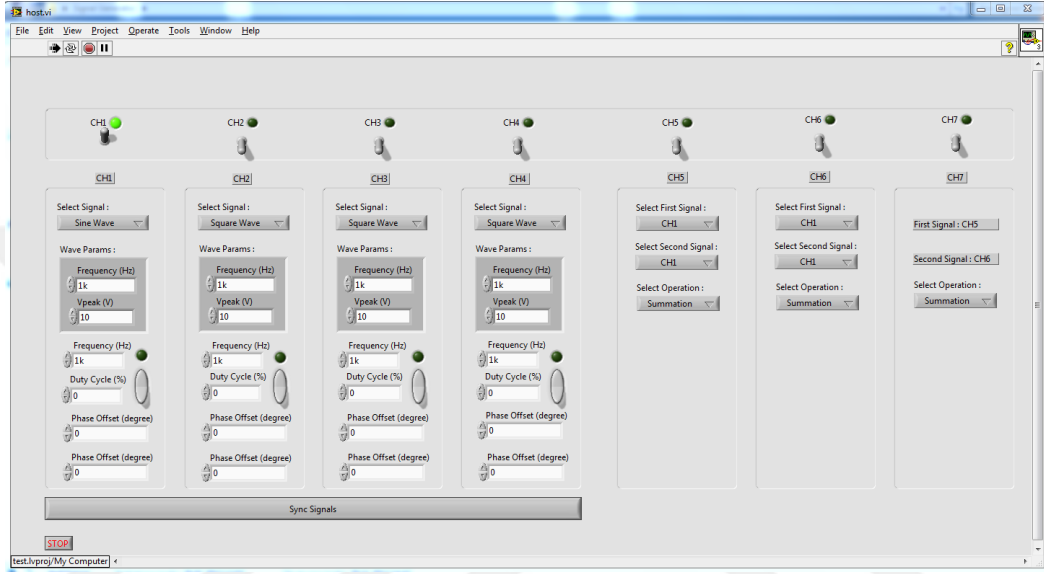 host.vi
File Edit View Project Operate Tools Window Help
3
CH1 CH2 CH3 CH4 CH5 CH6 CH7
CH1 CH2 CH3 CH4 CH5 CH6 CH7
Select Signal : Select Signal : Select Signal : Select Signal : Select First Signal : Select First Signal :
Sine Wave Square Wave Square Wave Square Wave CH1 CH1 First Signal : CH5
Wave Params : Wave Params : Wave Params : Wave Params : Select Second Signal : Select Second Signal :
Frequency (Hz) Frequency (Hz) Frequency (Hz) Frequency (Hz) CH1 CH1 Second Signal : CH6
1k 1k 1k 1k
Vpeak (V) Vpeak (V) Vpeak (V) Vpeak (V) Select Operation : Select Operation : Select Operation :
10 10 10 10 Summation Summation Summation
Frequency (Hz) Frequency (Hz) Frequency (Hz) Frequency (Hz)
1k 1k 1k 1k
Duty Cycle (%) Duty Cycle (%) Duty Cycle (%) Duty Cycle (%)
0 0 0 0
Phase Offset (degree) Phase Offset (degree) Phase Offset (degree) Phase Offset (degree)
0 0 0 0
Phase Offset (degree) Phase Offset (degree) Phase Offset (degree) Phase Offset (degree)
0 0 0 0
Sync Signals
STOP
test.lvproj/My Computer